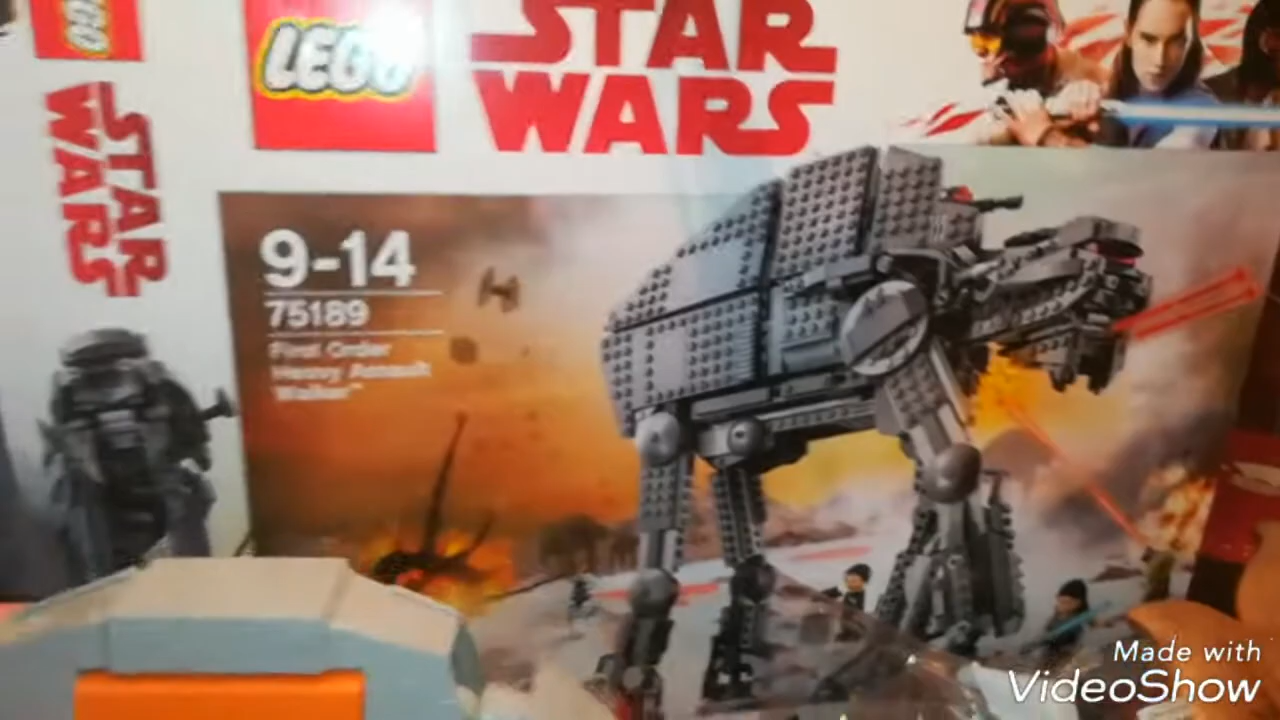 LEGO
STAR
WARS
LEGO
STAR
WARS
9-14
75189
First Order
Heavy Assault
Walker™
Made with
VideoShow